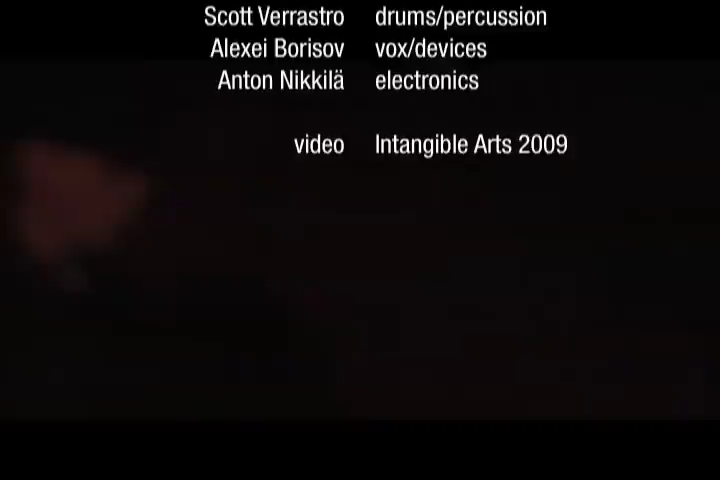 Scott Verrastro drums/percussion
Alexei Borisov vox/devices
Anton Nikkilä electronics
video Intangible Arts 2009